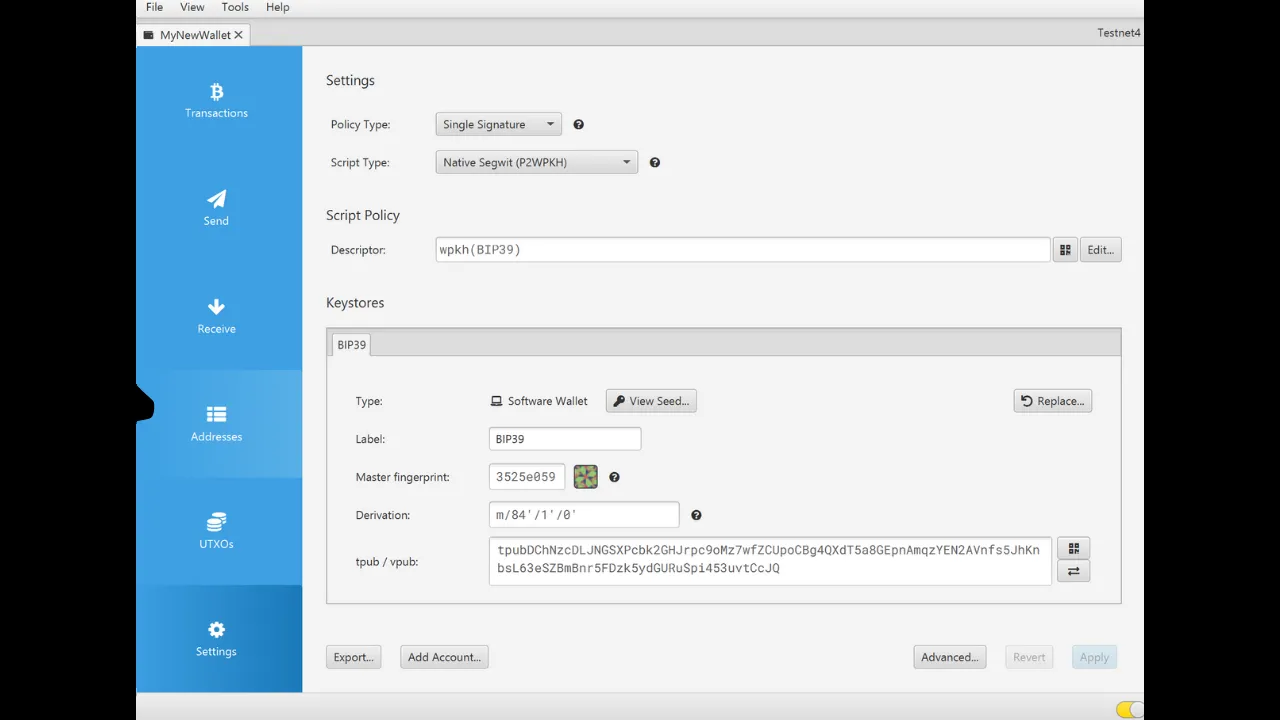 File View Tools Help
MyNewWallet
Testnet4
Transactions
Send
Receive
Addresses
UTXOs
Settings
Settings
Policy Type: Single Signature
Script Type: Native Segwit (P2WPKH)
Script Policy
Descriptor: wpkh(BIP39) Edit...
Keystores
BIP39
Type: Software Wallet View Seed... Replace...
Label: BIP39
Master fingerprint: 3525e059
Derivation: m/84'/1'/0'
tpub / vpub:
tpubDChNzcDLJNGSXPcbk2GHJrpc9oMz7wfZCUpoCBg4QXdT5a8GEpnAmqzYEN2AVnfs5JhKn
bsL63eSZBmBnr5FDzk5ydGURuSpi453uvtCcJQ
Export... Add Account... Advanced... Revert Apply